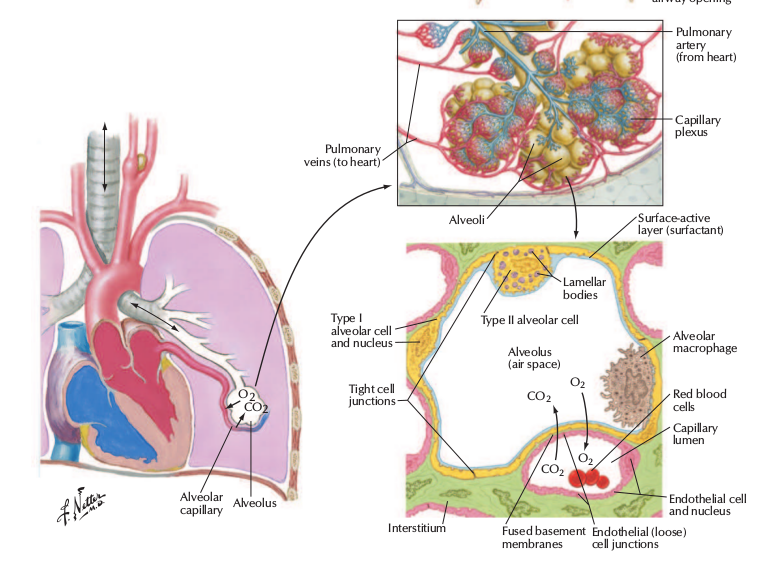 airway opening
Pulmonary
artery
(from heart)
Capillary
plexus
Pulmonary
veins (to heart)
Alveoli
Surface-active
layer (surfactant)
Lamellar
bodies
Type II alveolar cell
Type I
alveolar cell
and nucleus
Alveolus
(air space)
Alveolar
macrophage
Tight cell
junctions
O2
CO2
Red blood
cells
Capillary
lumen
O2
CO2
O2
CO2
Endothelial cell
and nucleus
Alveolar
capillary
Alveolus
Interstitium
Fused basement
membranes
Endothelial (loose)
cell junctions
F. Netter
M.D.